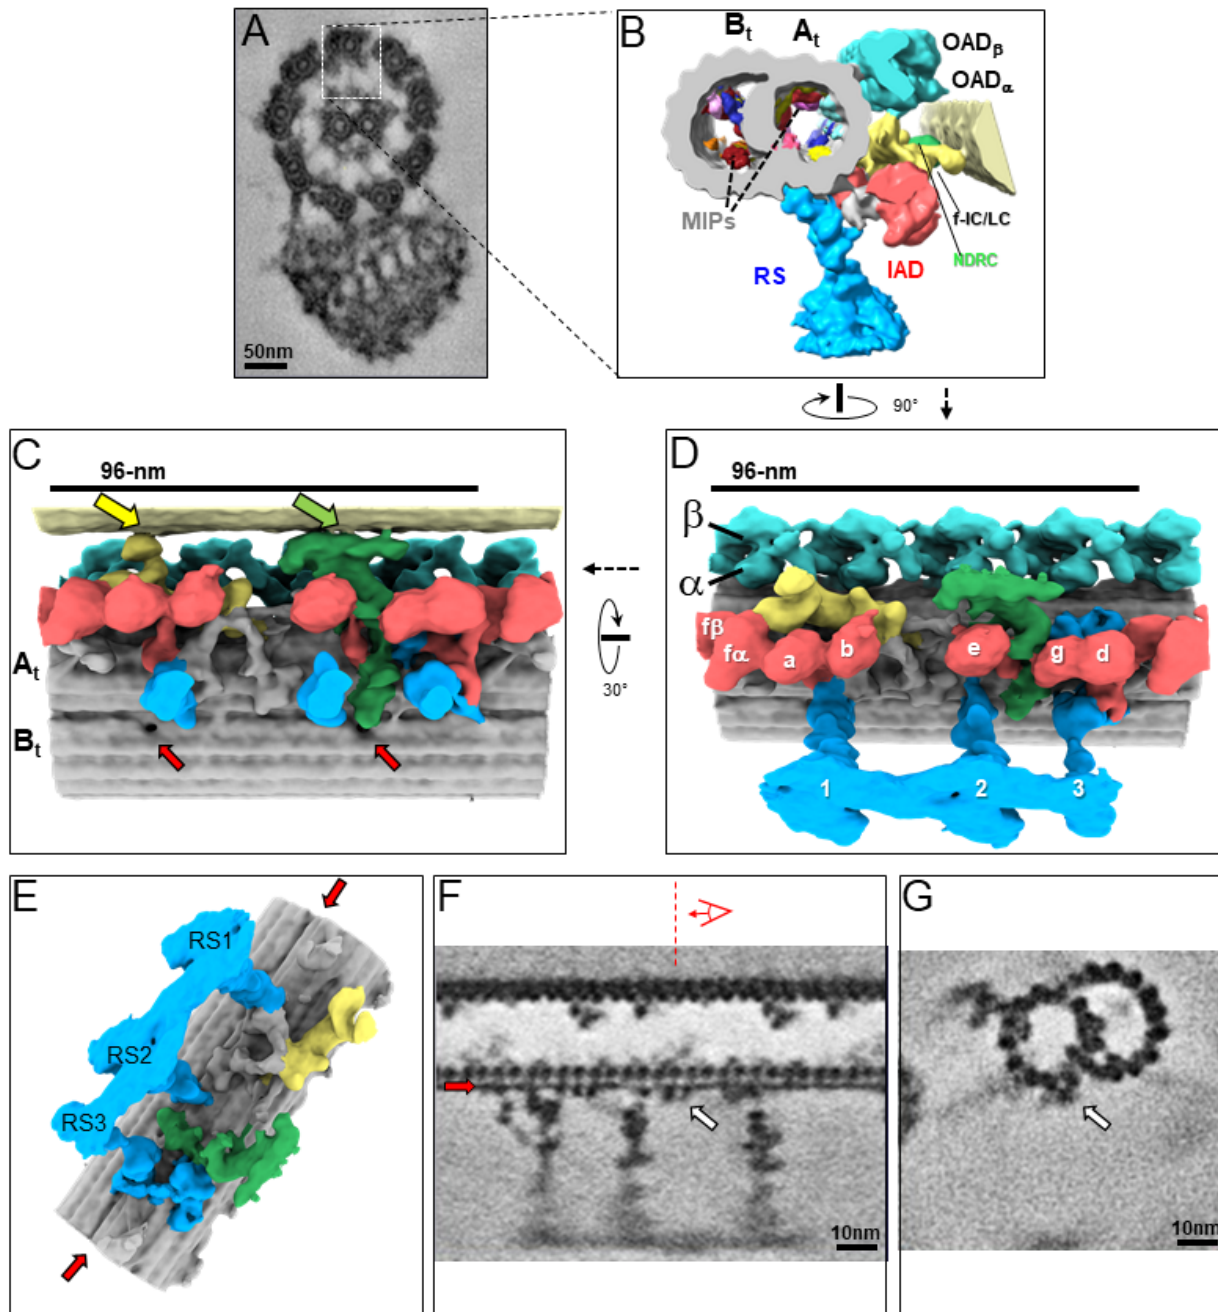 A
50nm
B
Bt
At
OADβ
OADα
MIPs
f-IC/LC
NDRC
RS
IAD
90°
C
96-nm
At
Bt
30°
D
96-nm
β
α
fβ
fα
a
b
e
g
d
1
2
3
E
RS1
RS2
RS3
F
10nm
G
10nm